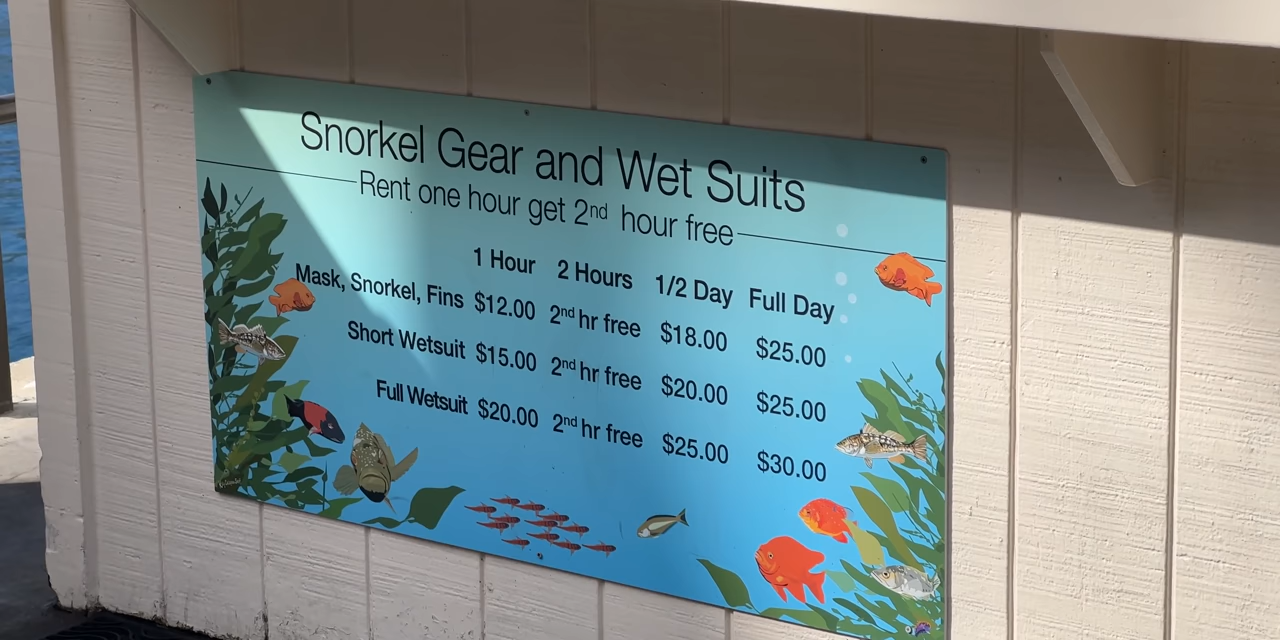 Snorkel Gear and Wet Suits
Rent one hour get 2nd hour free
1 Hour 2 Hours 1/2 Day Full Day
Mask, Snorkel, Fins $12.00 2nd hr free $18.00 $25.00
Short Wetsuit $15.00 2nd hr free $20.00 $25.00
Full Wetsuit $20.00 2nd hr free $25.00 $30.00